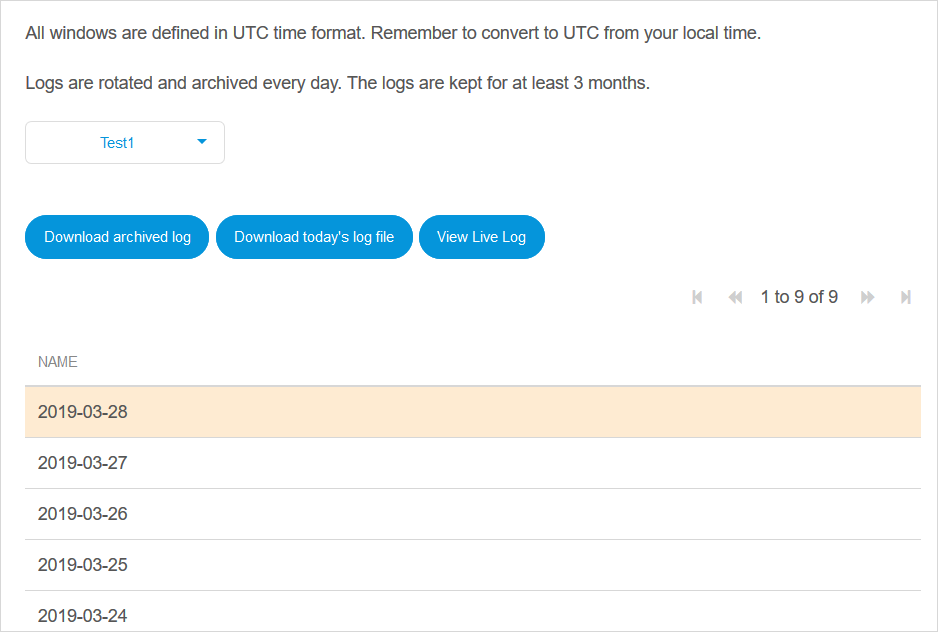 All windows are defined in UTC time format. Remember to convert to UTC from your local time.
Logs are rotated and archived every day. The logs are kept for at least 3 months.
Test1
Download archived log Download today's log file View Live Log
1 to 9 of 9
NAME
2019-03-28
2019-03-27
2019-03-26
2019-03-25
2019-03-24